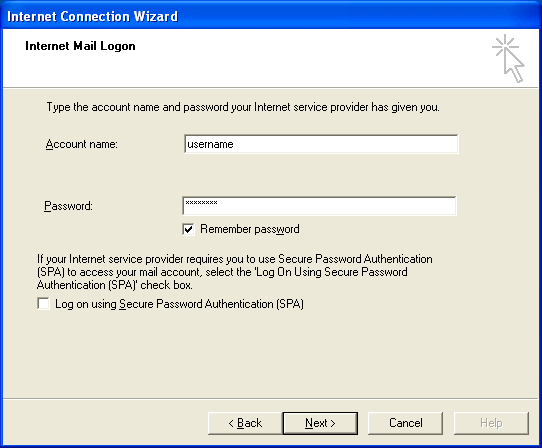 Internet Connection Wizard
Internet Mail Logon
Type the account name and password your Internet service provider has given you.
Account name: username
Password: ********
Remember password
If your Internet service provider requires you to use Secure Password Authentication
(SPA) to access your mail account, select the 'Log On Using Secure Password
Authentication (SPA)' check box.
Log on using Secure Password Authentication (SPA)
< Back Next > Cancel Help